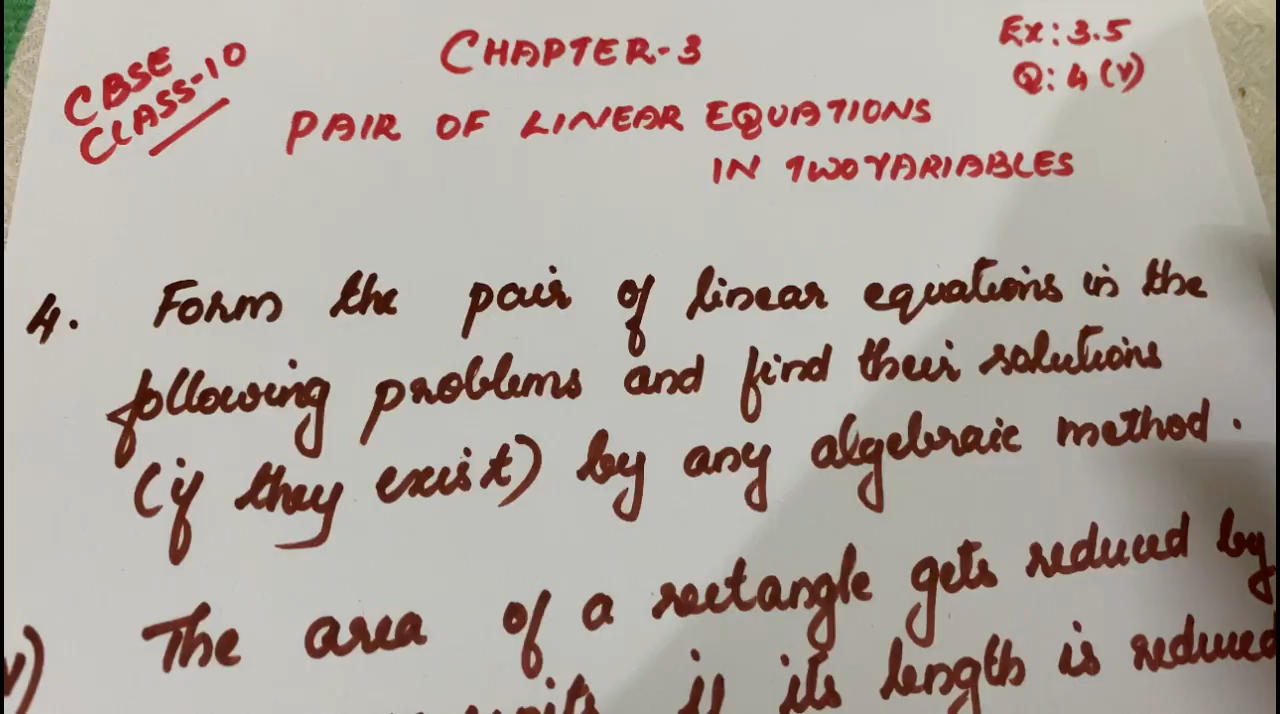 CBSE
CLASS-10
CHAPTER-3
Ex: 3.5
Q: 4 (v)
PAIR OF LINEAR EQUATIONS
IN TWO VARIABLES
4. Form the pair of linear equations in the
following problems and find their solutions
(if they exist) by any algebraic method.
v) The area of a rectangle gets reduced by
units, if its length is reduced